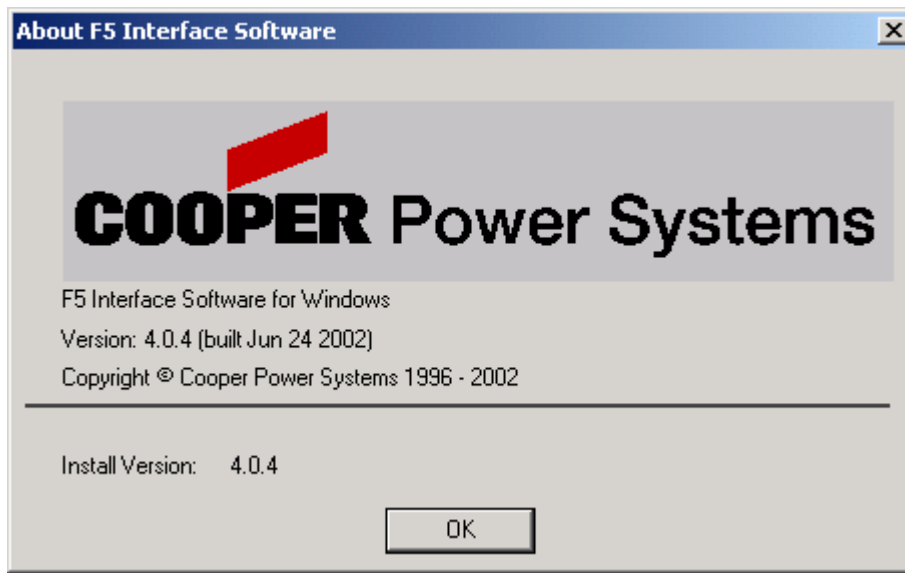 About F5 Interface Software
COOPER Power Systems
F5 Interface Software for Windows
Version: 4.0.4 (built Jun 24 2002)
Copyright © Cooper Power Systems 1996 - 2002
Install Version: 4.0.4
OK